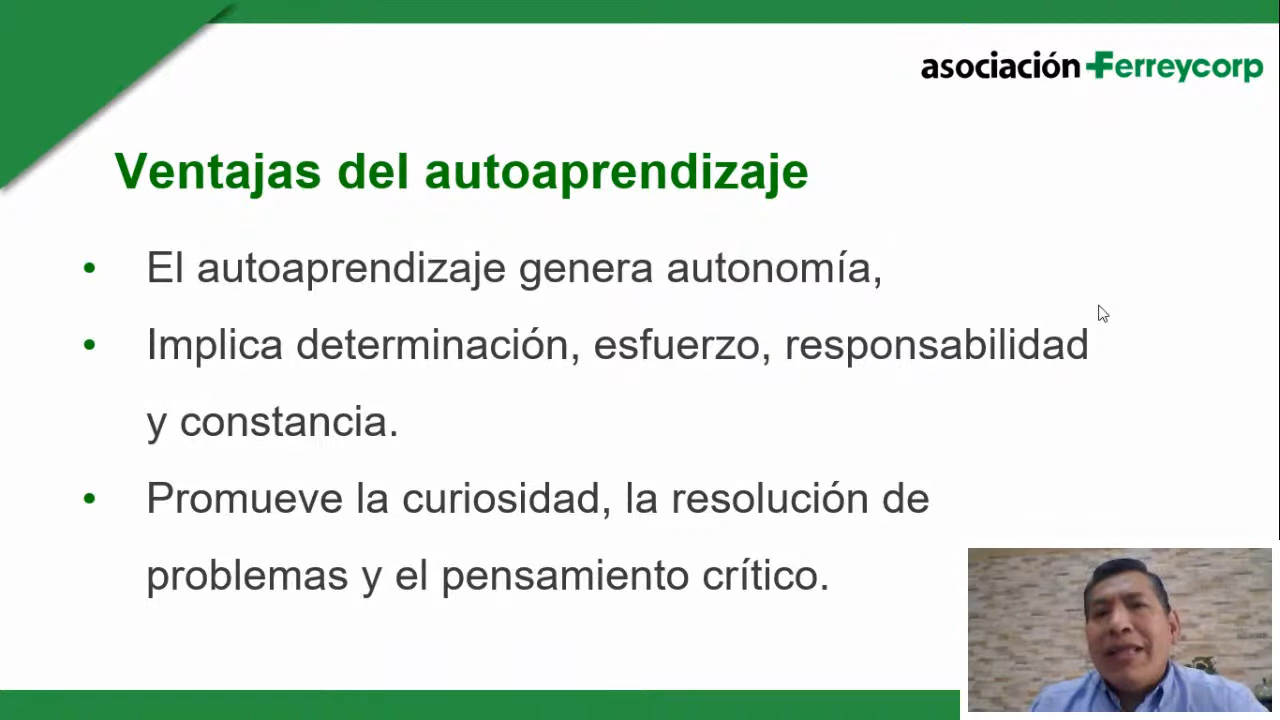 asociación Ferreycorp
Ventajas del autoaprendizaje
• El autoaprendizaje genera autonomía,
• Implica determinación, esfuerzo, responsabilidad
y constancia.
• Promueve la curiosidad, la resolución de
problemas y el pensamiento crítico.